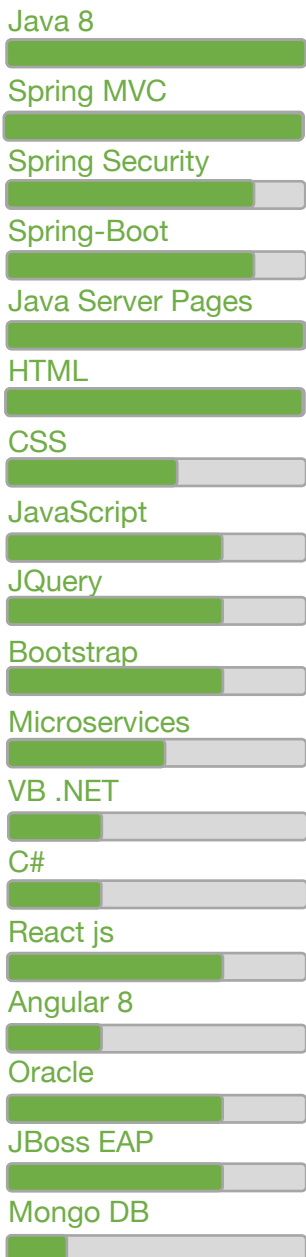 Java 8
Spring MVC
Spring Security
Spring-Boot
Java Server Pages
HTML
CSS
JavaScript
JQuery
Bootstrap
Microservices
VB .NET
C#
React js
Angular 8
Oracle
JBoss EAP
Mongo DB